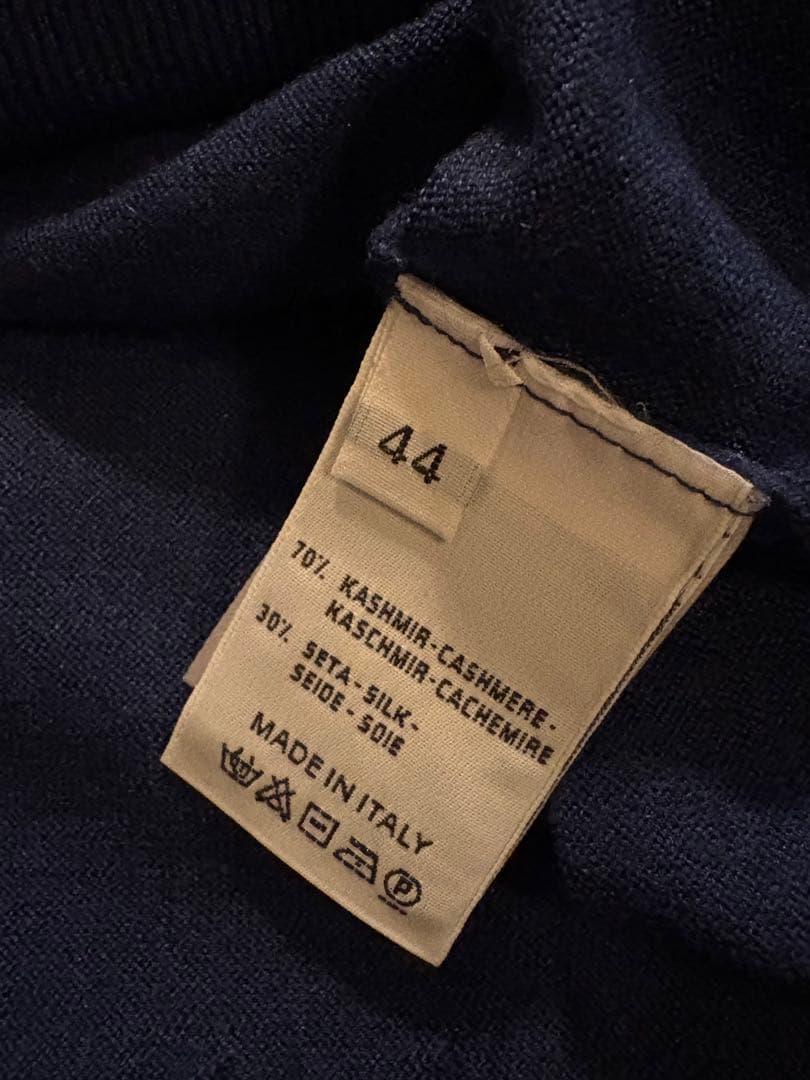 44
70% KASHMIR-CASHMERE-
KASCHMIR-CACHEMIRE
30% SETA-SILK-
SEIDE-SOIE
MADE IN ITALY
P